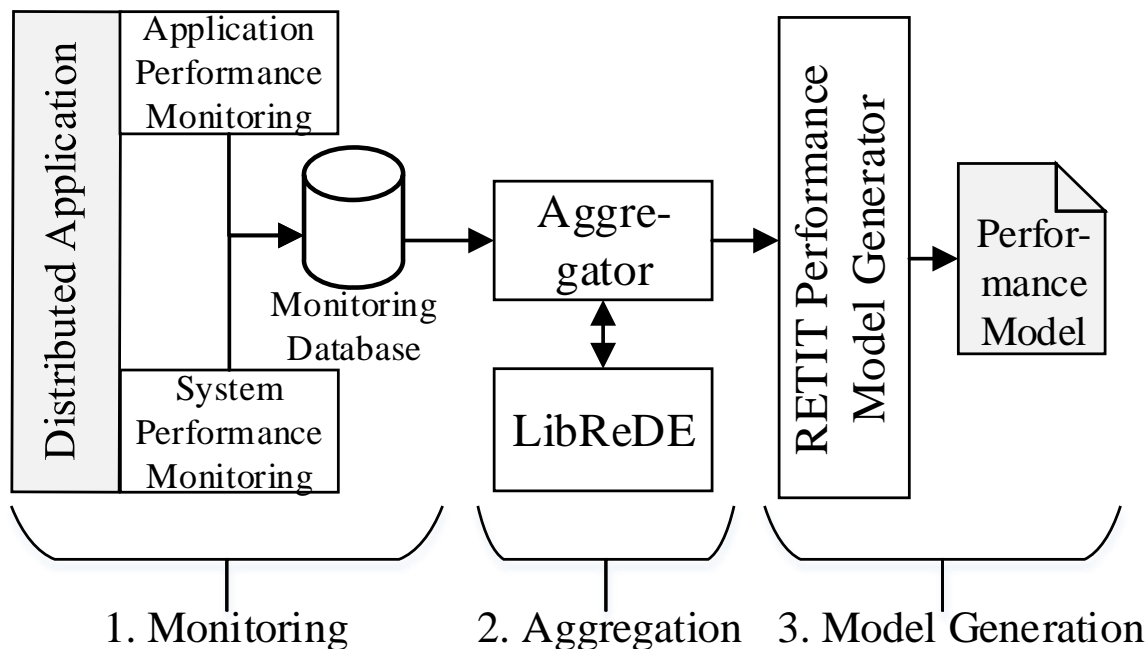 Distributed Application
Application
Performance
Monitoring
System
Performance
Monitoring
Monitoring
Database
Aggre-
gator
LibReDE
RETIT Performance
Model Generator
Perfor-
mance
Model
1. Monitoring
2. Aggregation
3. Model Generation